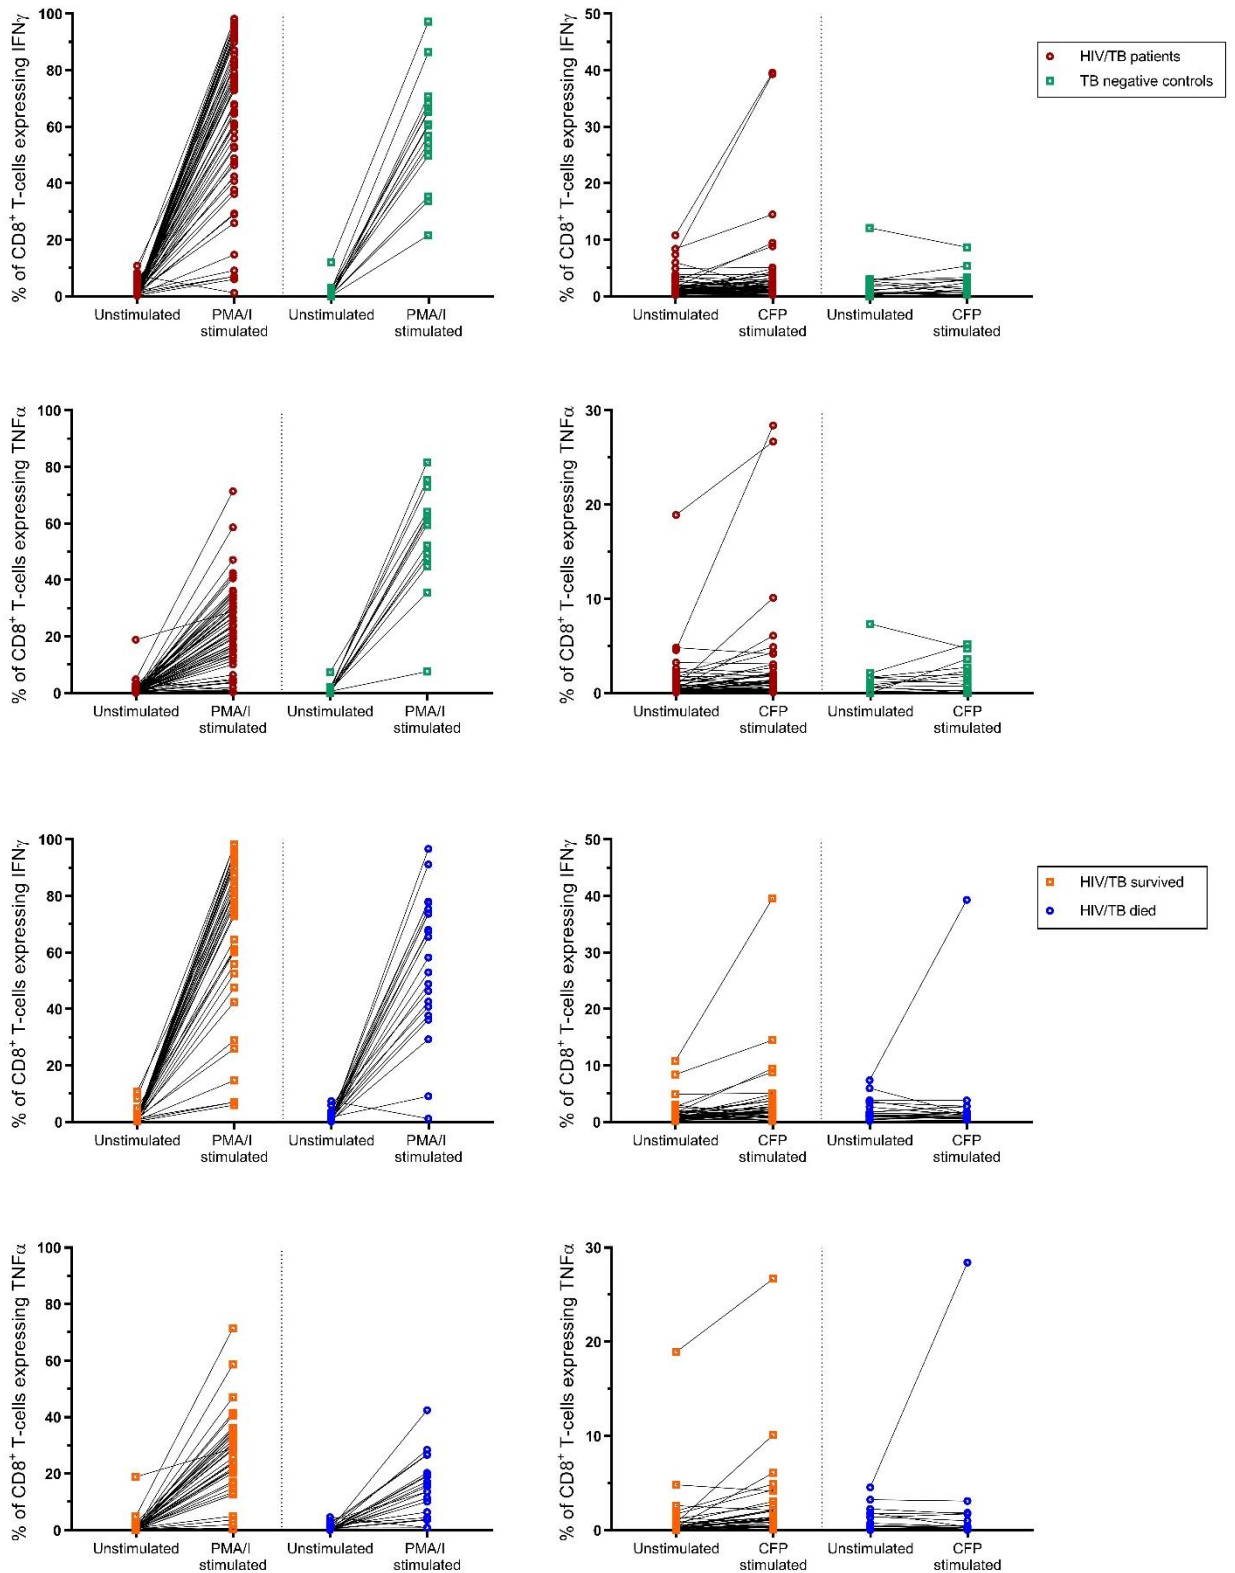 % of CD8⁺ T-cells expressing IFNγ
100
80
60
40
20
0
Unstimulated PMA/I stimulated Unstimulated PMA/I stimulated
% of CD8⁺ T-cells expressing IFNγ
50
40
30
20
10
0
Unstimulated CFP stimulated Unstimulated CFP stimulated
HIV/TB patients
TB negative controls
% of CD8⁺ T-cells expressing TNFα
100
80
60
40
20
0
Unstimulated PMA/I stimulated Unstimulated PMA/I stimulated
% of CD8⁺ T-cells expressing TNFα
30
20
10
0
Unstimulated CFP stimulated Unstimulated CFP stimulated
% of CD8⁺ T-cells expressing IFNγ
100
80
60
40
20
0
Unstimulated PMA/I stimulated Unstimulated PMA/I stimulated
% of CD8⁺ T-cells expressing IFNγ
50
40
30
20
10
0
Unstimulated CFP stimulated Unstimulated CFP stimulated
HIV/TB survived
HIV/TB died
% of CD8⁺ T-cells expressing TNFα
100
80
60
40
20
0
Unstimulated PMA/I stimulated Unstimulated PMA/I stimulated
% of CD8⁺ T-cells expressing TNFα
30
20
10
0
Unstimulated CFP stimulated Unstimulated CFP stimulated